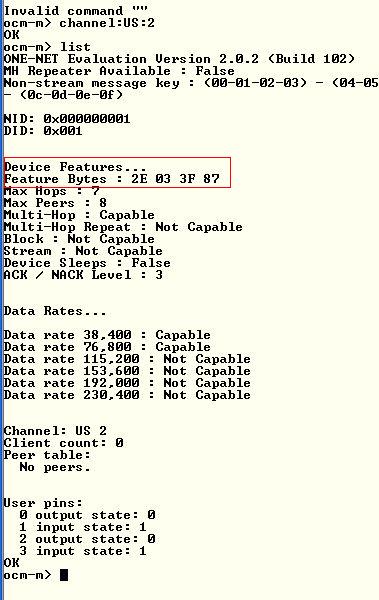 Invalid command ""
ocm-m> channel:US:2
OK
ocm-m> list
ONE-NET Evaluation Version 2.0.2 (Build 102)
MH Repeater Available : False
Non-stream message key : (00-01-02-03) - (04-05
- (0c-0d-0e-0f)
NID: 0x000000001
DID: 0x001
Device Features...
Feature Bytes : 2E 03 3F 87
Max Hops : 7
Max Peers : 8
Multi-Hop : Capable
Multi-Hop Repeat : Not Capable
Block : Not Capable
Stream : Not Capable
Device Sleeps : False
ACK / NACK Level : 3
Data Rates...
Data rate 38,400 : Capable
Data rate 76,800 : Capable
Data rate 115,200 : Not Capable
Data rate 153,600 : Not Capable
Data rate 192,000 : Not Capable
Data rate 230,400 : Not Capable
Channel: US 2
Client count: 0
Peer table:
  No peers.
User pins:
  0 output state: 0
  1 input state: 1
  2 output state: 0
  3 input state: 1
OK
ocm-m>